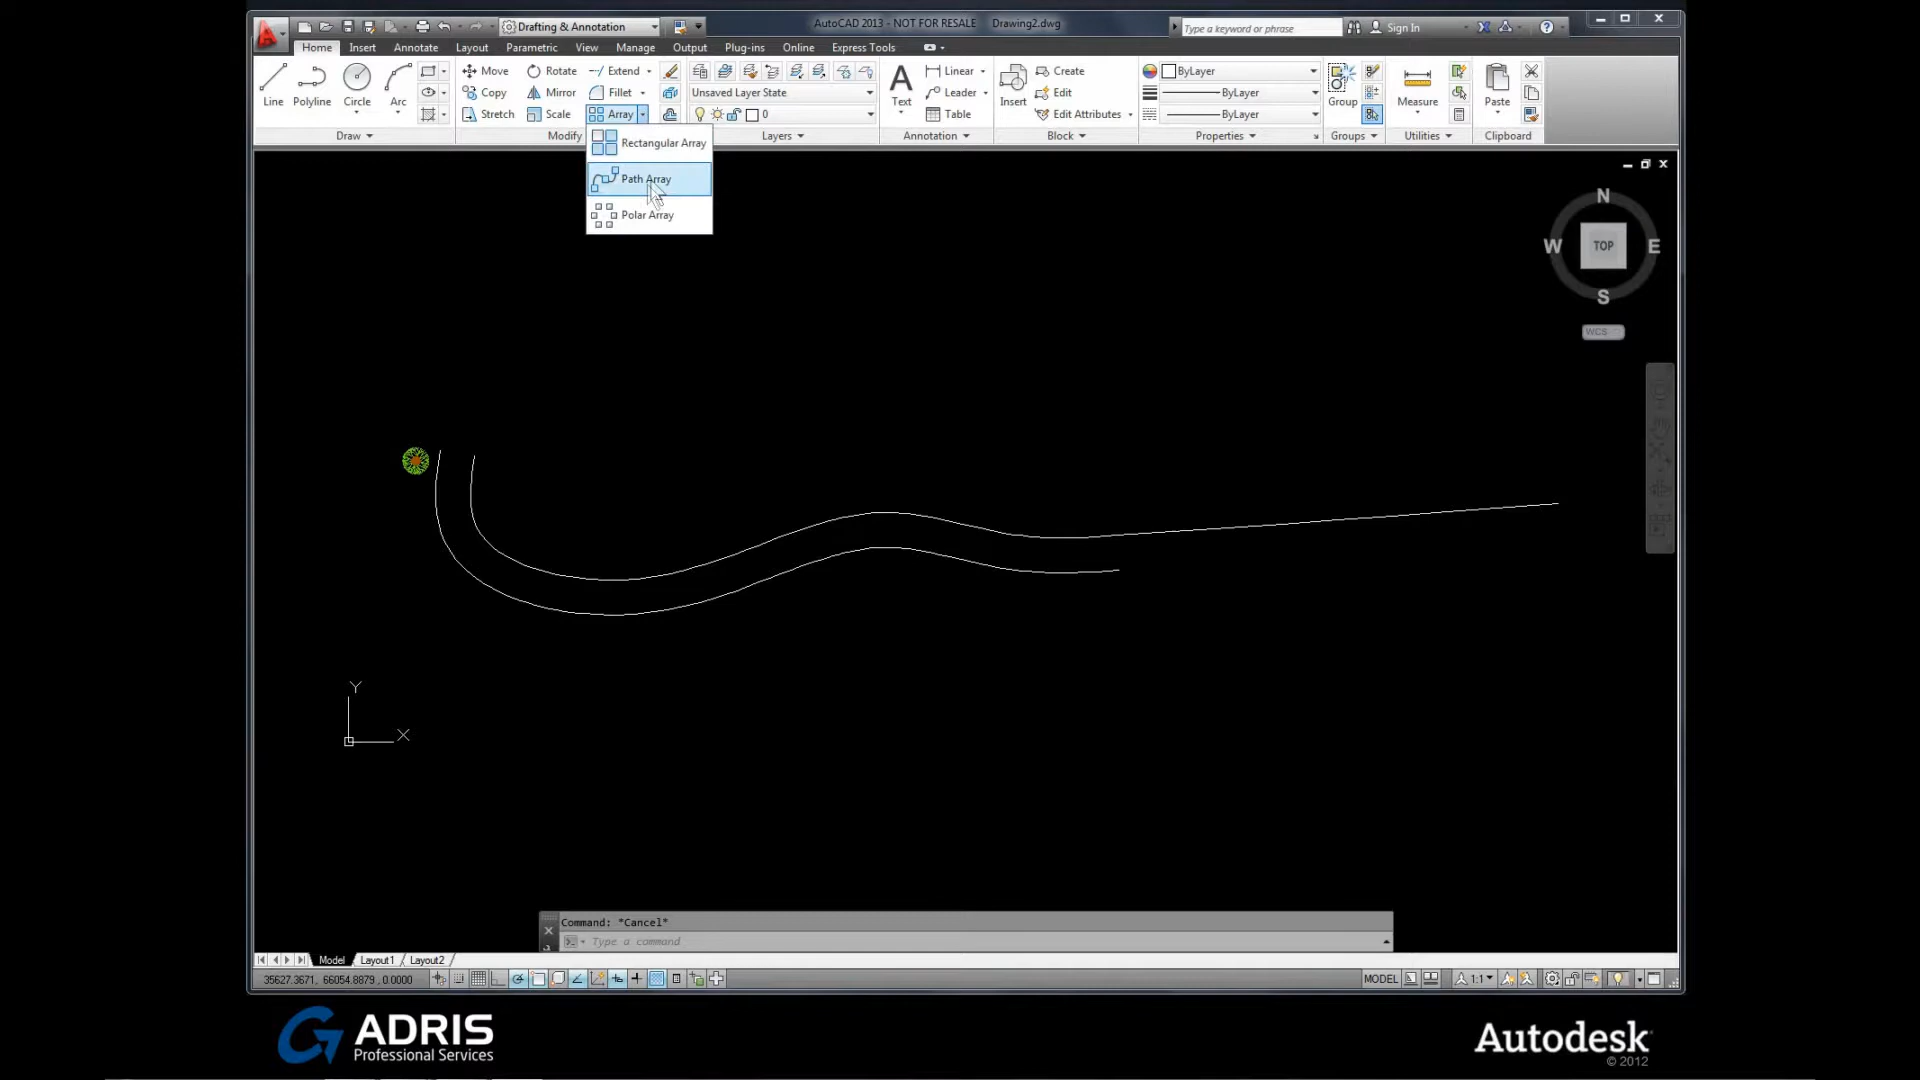 Drafting & Annotation
AutoCAD 2013 - NOT FOR RESALE Drawing2.dwg
Type a keyword or phrase
Sign In
Home Insert Annotate Layout Parametric View Manage Plug-ins Output Online Express Tools
Line Polyline Circle Arc
Draw
Move Rotate Extend
Copy Mirror Fillet
Stretch Scale Array
Modify
Rectangular Array
Path Array
Polar Array
Unsaved Layer State
0
Layers
Text
Linear
Leader
Table
Annotation
Insert
Create
Edit
Edit Attributes
Block
ByLayer
ByLayer
ByLayer
Properties
Group
Groups
Measure
Utilities
Paste
Clipboard
N
W TOP E
S
WCS
Y
X
Command: *Cancel*
Type a command
Model Layout1 Layout2
35627.3671, 66054.8879, 0.0000
MODEL
1:1
ADRIS
Professional Services
Autodesk
© 2012